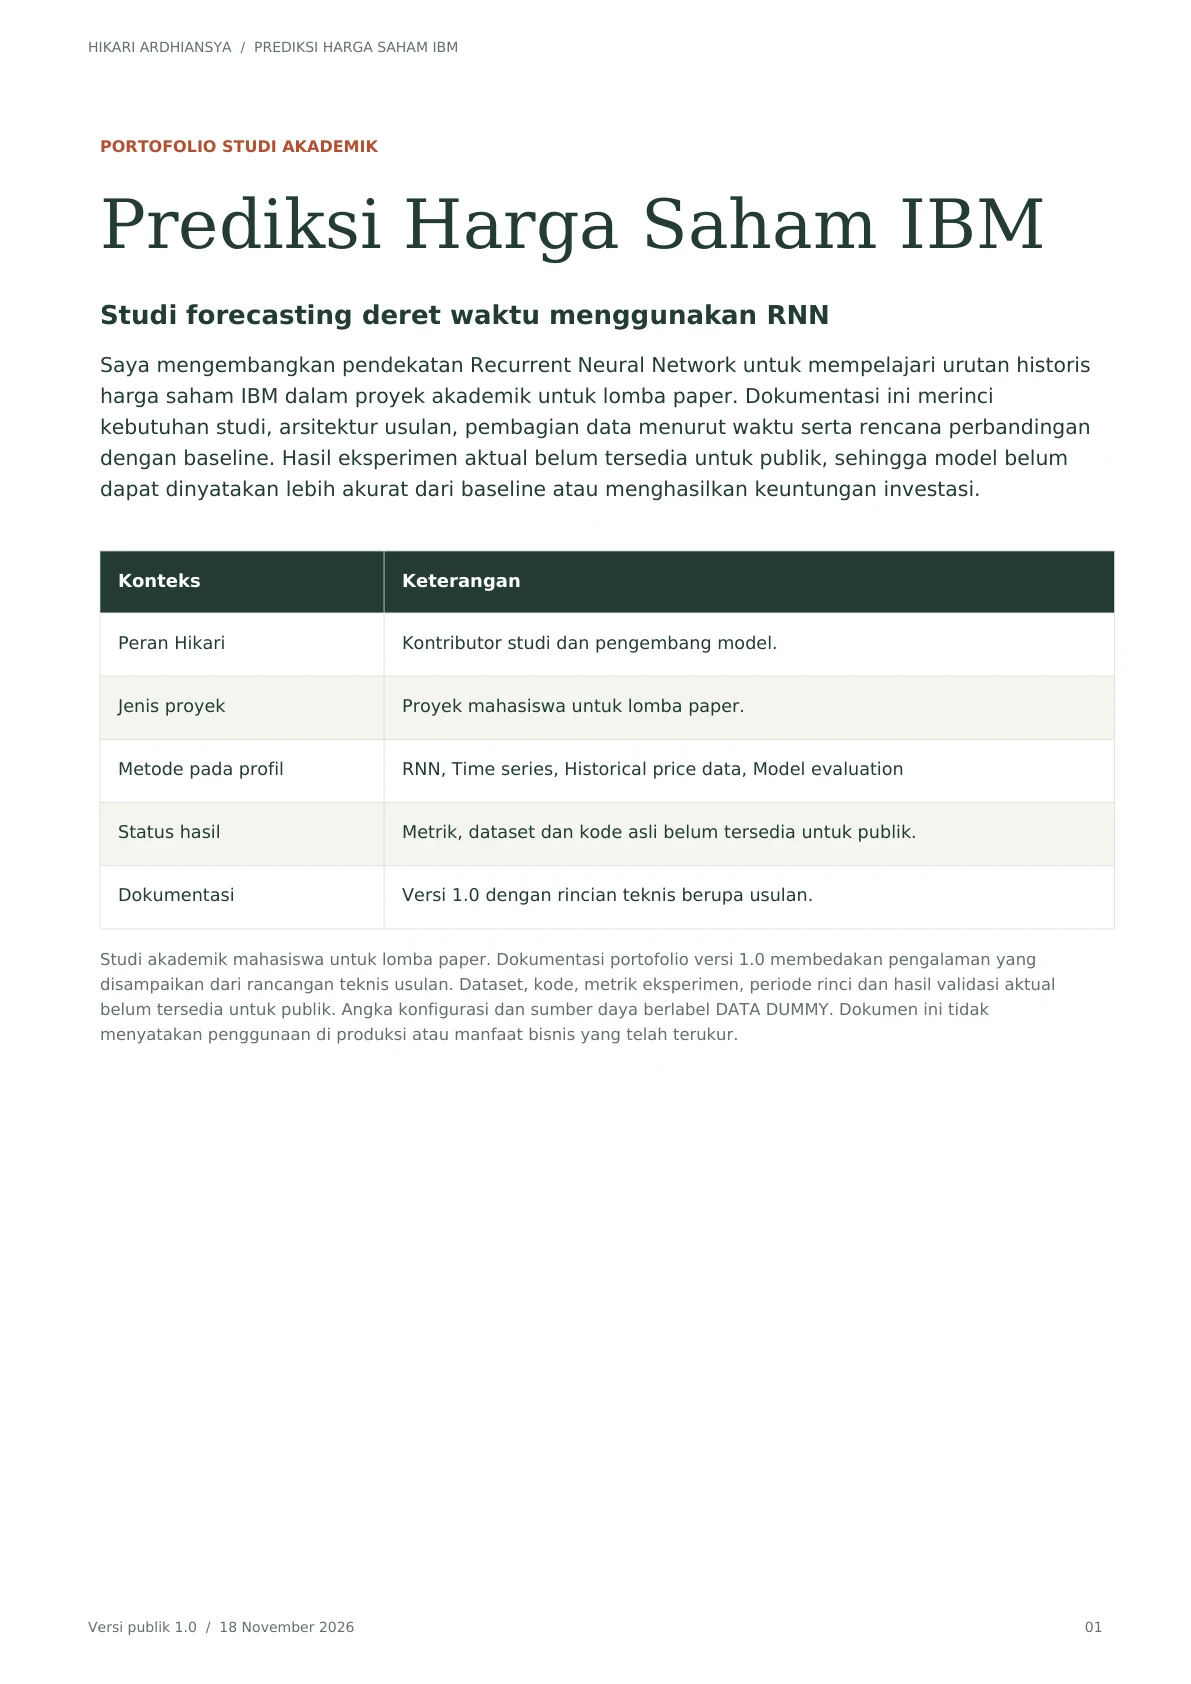 HIKARI ARDHIANSYA / PREDIKSI HARGA SAHAM IBM
PORTOFOLIO STUDI AKADEMIK
Prediksi Harga Saham IBM
Studi forecasting deret waktu menggunakan RNN
Saya mengembangkan pendekatan Recurrent Neural Network untuk mempelajari urutan historis
harga saham IBM dalam proyek akademik untuk lomba paper. Dokumentasi ini merinci
kebutuhan studi, arsitektur usulan, pembagian data menurut waktu serta rencana perbandingan
dengan baseline. Hasil eksperimen aktual belum tersedia untuk publik, sehingga model belum
dapat dinyatakan lebih akurat dari baseline atau menghasilkan keuntungan investasi.
Konteks Keterangan
Peran Hikari Kontributor studi dan pengembang model.
Jenis proyek Proyek mahasiswa untuk lomba paper.
Metode pada profil RNN, Time series, Historical price data, Model evaluation
Status hasil Metrik, dataset dan kode asli belum tersedia untuk publik.
Dokumentasi Versi 1.0 dengan rincian teknis berupa usulan.
Studi akademik mahasiswa untuk lomba paper. Dokumentasi portofolio versi 1.0 membedakan pengalaman yang
disampaikan dari rancangan teknis usulan. Dataset, kode, metrik eksperimen, periode rinci dan hasil validasi aktual
belum tersedia untuk publik. Angka konfigurasi dan sumber daya berlabel DATA DUMMY. Dokumen ini tidak
menyatakan penggunaan di produksi atau manfaat bisnis yang telah terukur.
Versi publik 1.0 / 18 November 2026 01